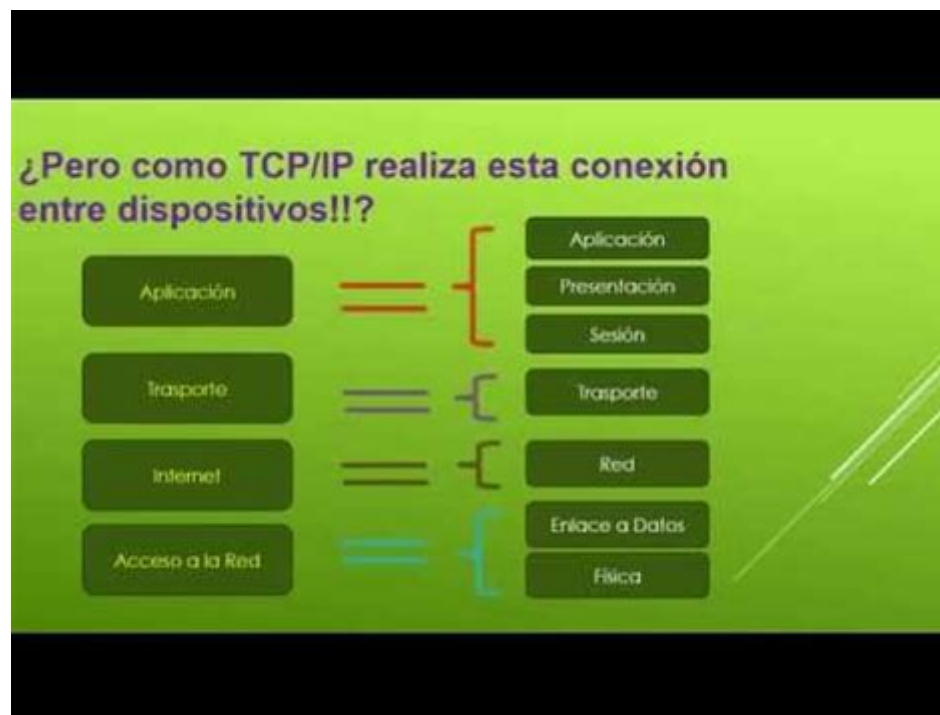 ¿Pero como TCP/IP realiza esta conexión
entre dispositivos!!?
Aplicación
Trasporte
Internet
Acceso a la Red
Aplicación
Presentación
Sesión
Trasporte
Red
Enlace a Datos
Física